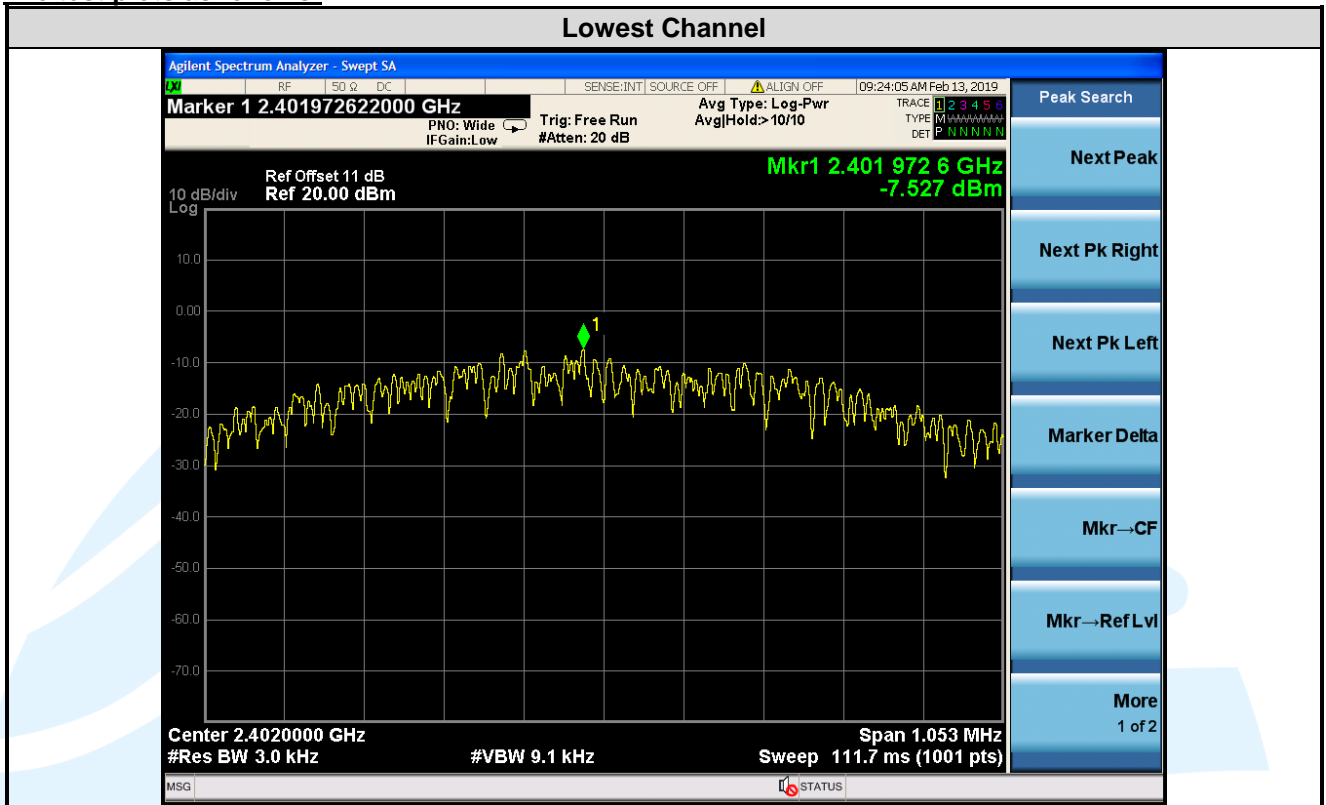 Lowest Channel
Agilent Spectrum Analyzer - Swept SA
LXI RF 50 Ω DC SENSE:INT SOURCE OFF ALIGN OFF 09:24:05 AM Feb 13, 2019
Marker 1 2.401972622000 GHz
PNO: Wide
IFGain:Low
Trig: Free Run
#Atten: 20 dB
Avg Type: Log-Pwr
Avg|Hold:>10/10
TRACE 1 2 3 4 5 6
TYPE M
DET P N N N N N
Peak Search
Mkr1 2.401 972 6 GHz
-7.527 dBm
Ref Offset 11 dB
10 dB/div Ref 20.00 dBm
Log
10.0
0.00
-10.0
-20.0
-30.0
-40.0
-50.0
-60.0
-70.0
1
Next Peak
Next Pk Right
Next Pk Left
Marker Delta
Mkr→CF
Mkr→Ref Lvl
More
1 of 2
Center 2.4020000 GHz Span 1.053 MHz
#Res BW 3.0 kHz #VBW 9.1 kHz Sweep 111.7 ms (1001 pts)
MSG STATUS